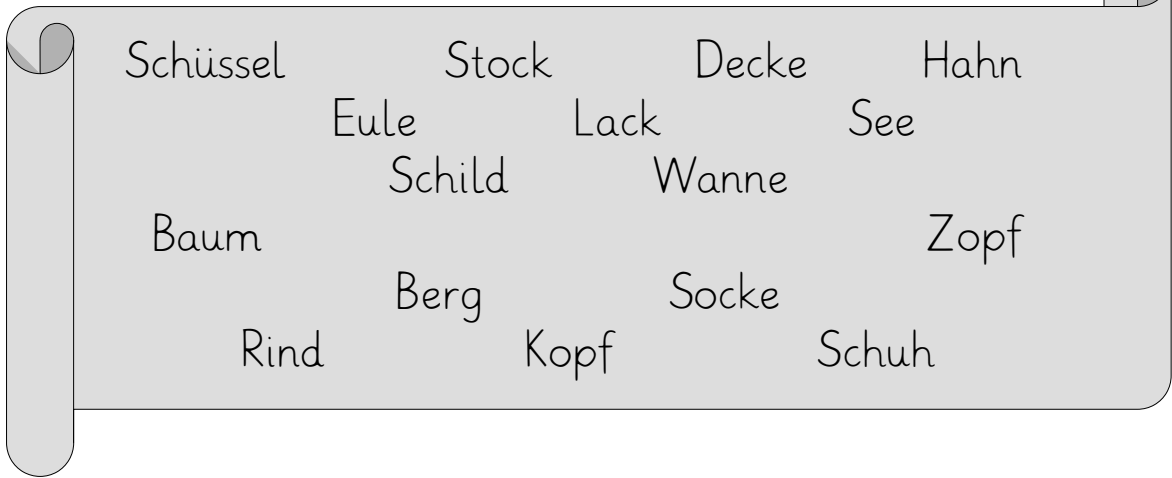 Schüssel Stock Decke Hahn
Eule Lack See
Schild Wanne
Baum Zopf
Berg Socke
Rind Kopf Schuh